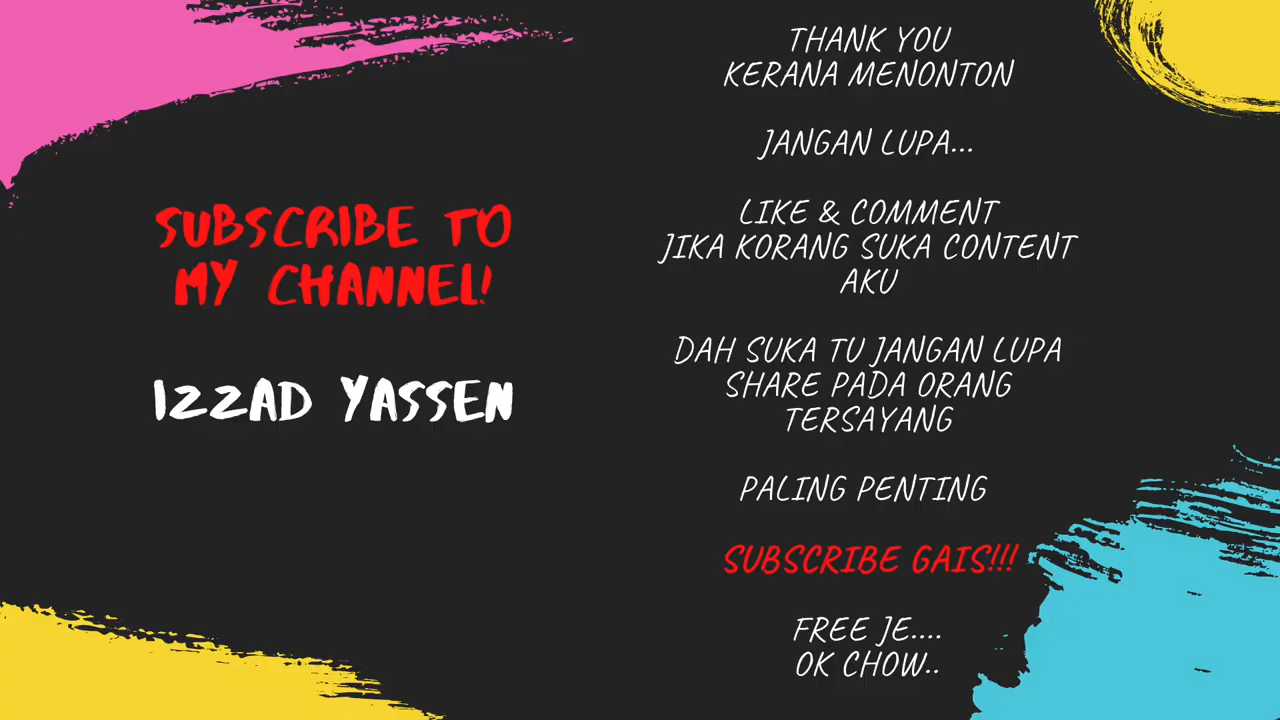 SUBSCRIBE TO
MY CHANNEL!
IZZAD YASSEN
THANK YOU
KERANA MENONTON
JANGAN LUPA...
LIKE & COMMENT
JIKA KORANG SUKA CONTENT
AKU
DAH SUKA TU JANGAN LUPA
SHARE PADA ORANG
TERSAYANG
PALING PENTING
SUBSCRIBE GAIS!!!
FREE JE....
OK CHOW..